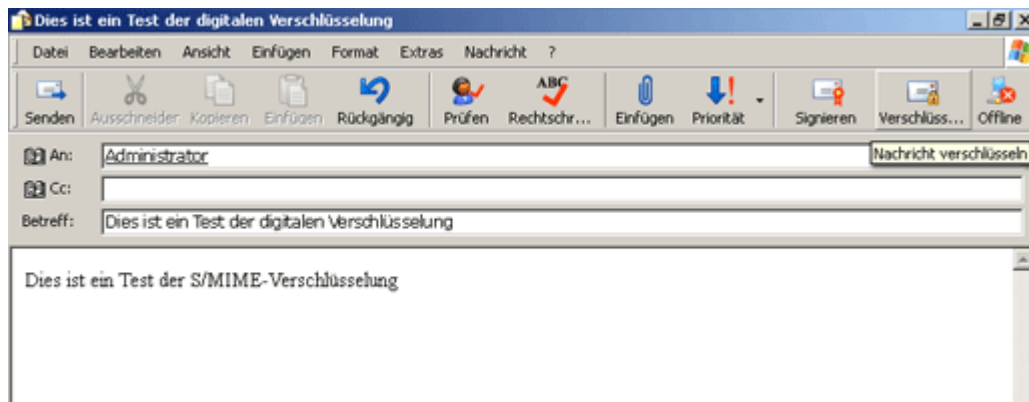 Dies ist ein Test der digitalen Verschlüsselung
Datei Bearbeiten Ansicht Einfügen Format Extras Nachricht ?
Senden Ausschneider Kopieren Einfügen Rückgängig Prüfen Rechtschr... Einfügen Priorität Signieren Verschlüss... Offline
ABC
An: Administrator
Nachricht verschlüsseln
Cc:
Betreff: Dies ist ein Test der digitalen Verschlüsselung
Dies ist ein Test der S/MIME-Verschlüsselung